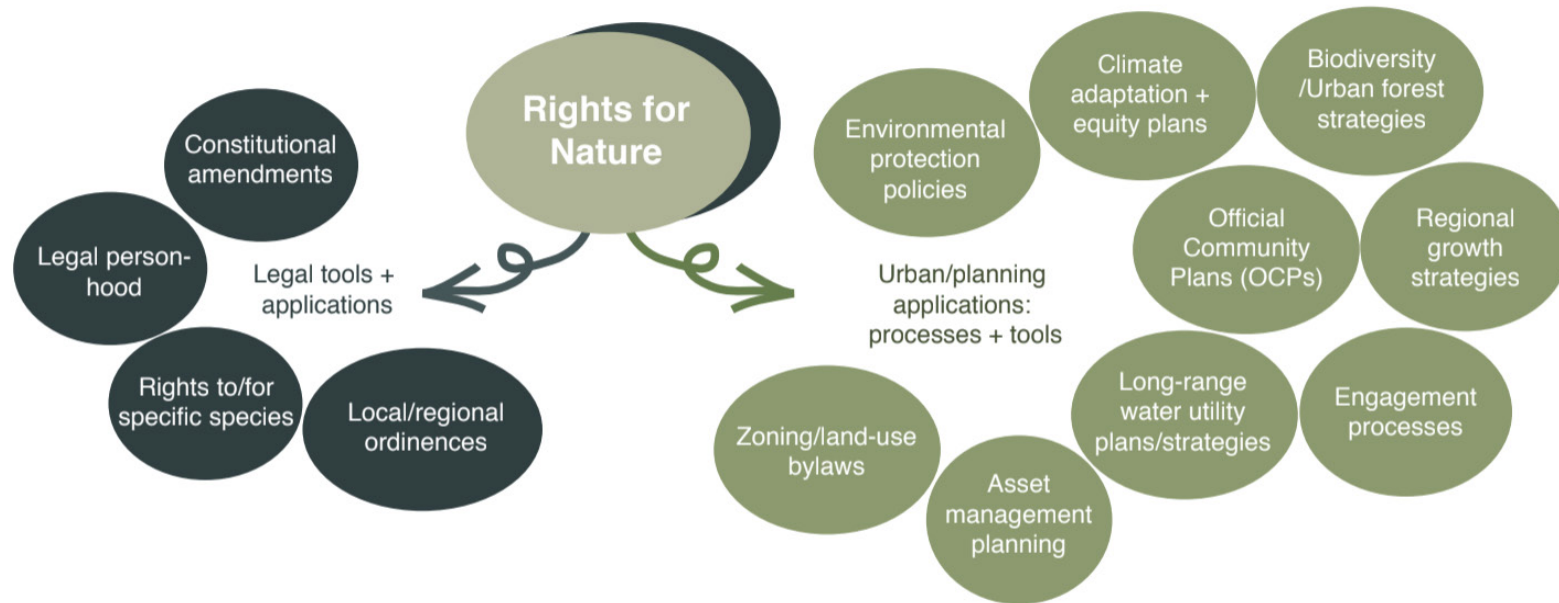 Rights for
Nature
Constitutional
amendments
Legal person-
hood
Rights to/for
specific species
Local/regional
ordinences
Legal tools +
applications
Urban/planning
applications:
processes + tools
Environmental
protection
policies
Climate
adaptation +
equity plans
Biodiversity
/Urban forest
strategies
Official
Community
Plans (OCPs)
Regional
growth
strategies
Long-range
water utility
plans/strategies
Engagement
processes
Zoning/land-use
bylaws
Asset
management
planning